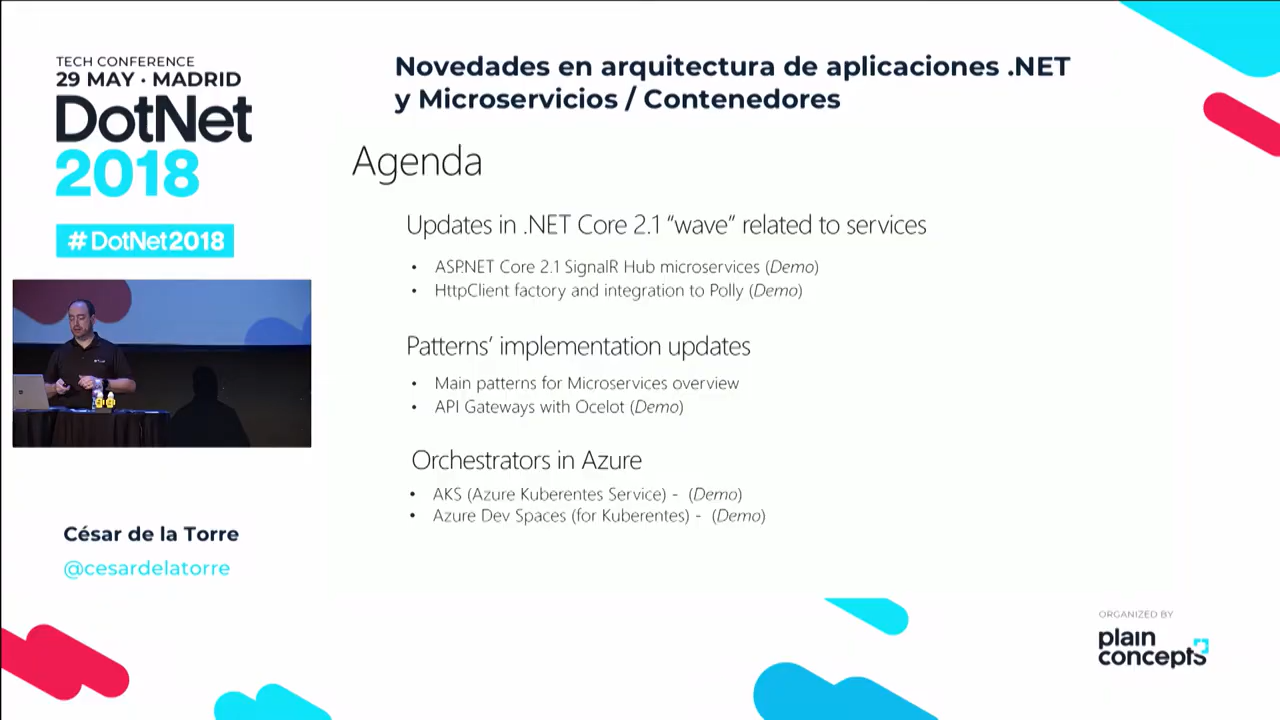 TECH CONFERENCE
29 MAY · MADRID
DotNet
2018
#DotNet2018
César de la Torre
@cesardelatorre
Novedades en arquitectura de aplicaciones .NET
y Microservicios / Contenedores
Agenda
Updates in .NET Core 2.1 “wave” related to services
• ASP.NET Core 2.1 SignalR Hub microservices (Demo)
• HttpClient factory and integration to Polly (Demo)
Patterns’ implementation updates
• Main patterns for Microservices overview
• API Gateways with Ocelot (Demo)
Orchestrators in Azure
• AKS (Azure Kuberentes Service) - (Demo)
• Azure Dev Spaces (for Kuberentes) - (Demo)
ORGANIZED BY
plain
concepts